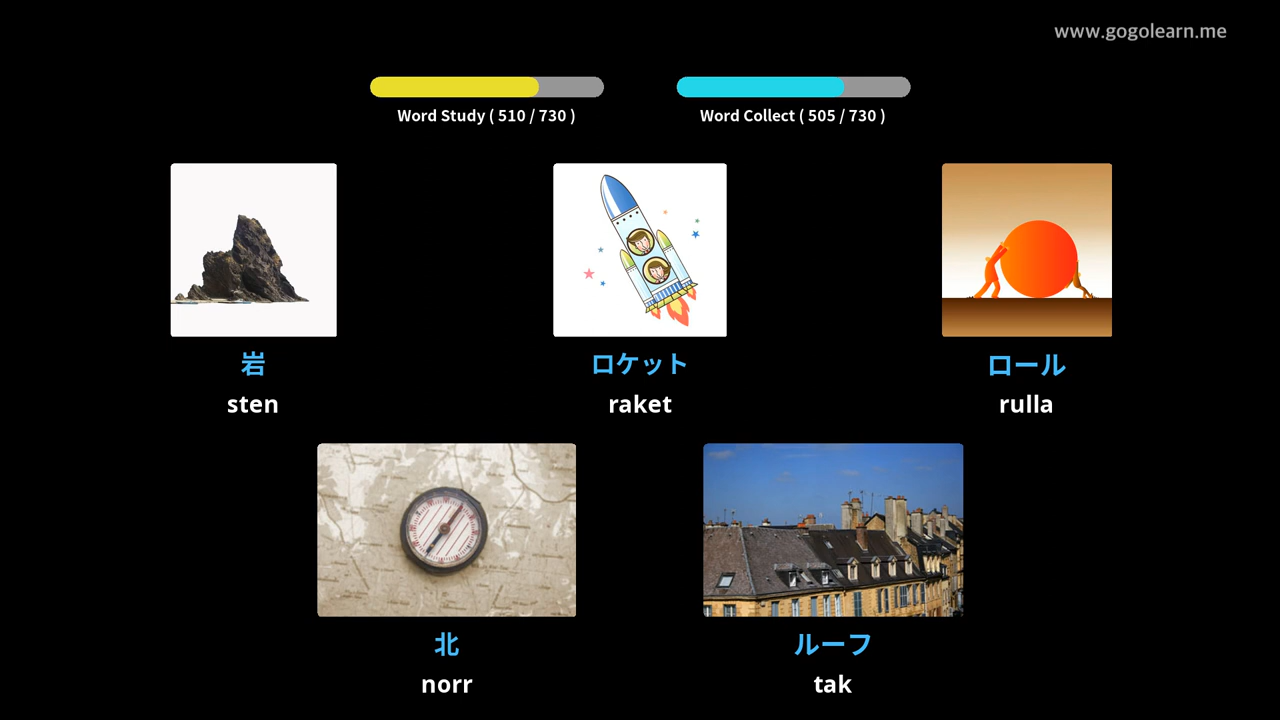 www.gogolearn.me
Word Study ( 510 / 730 )
Word Collect ( 505 / 730 )
岩
sten
ロケット
raket
ロール
rulla
北
norr
ルーフ
tak